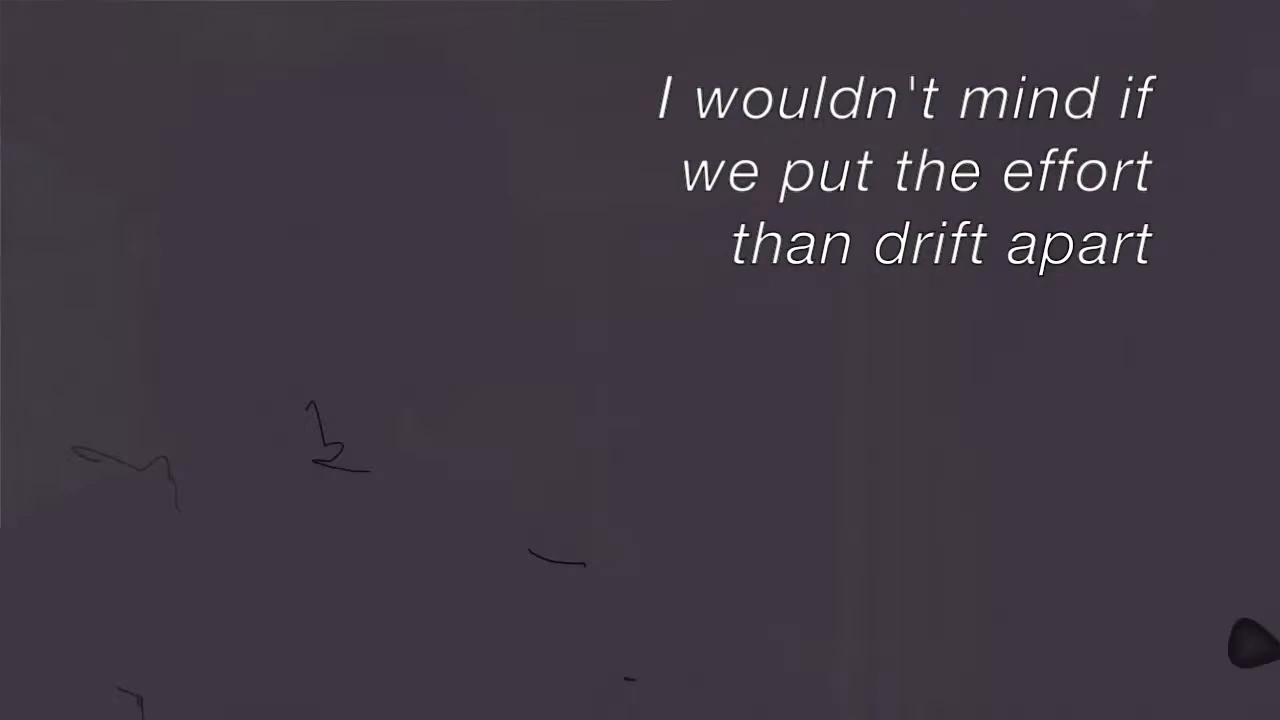 I wouldn't mind if
we put the effort
than drift apart